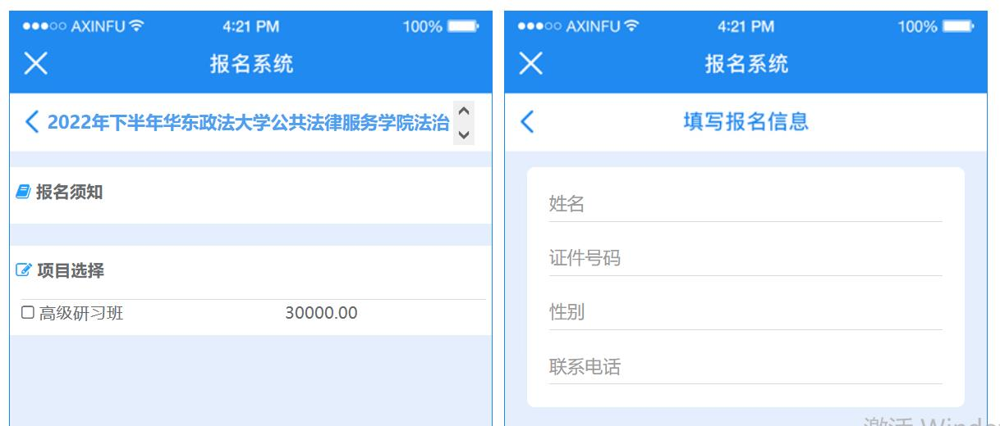 AXINFU 4:21 PM 100%
报名系统
2022年下半年华东政法大学公共法律服务学院法治
报名须知
项目选择
高级研习班 30000.00
AXINFU 4:21 PM 100%
报名系统
填写报名信息
姓名
证件号码
性别
联系电话
激活 Windo